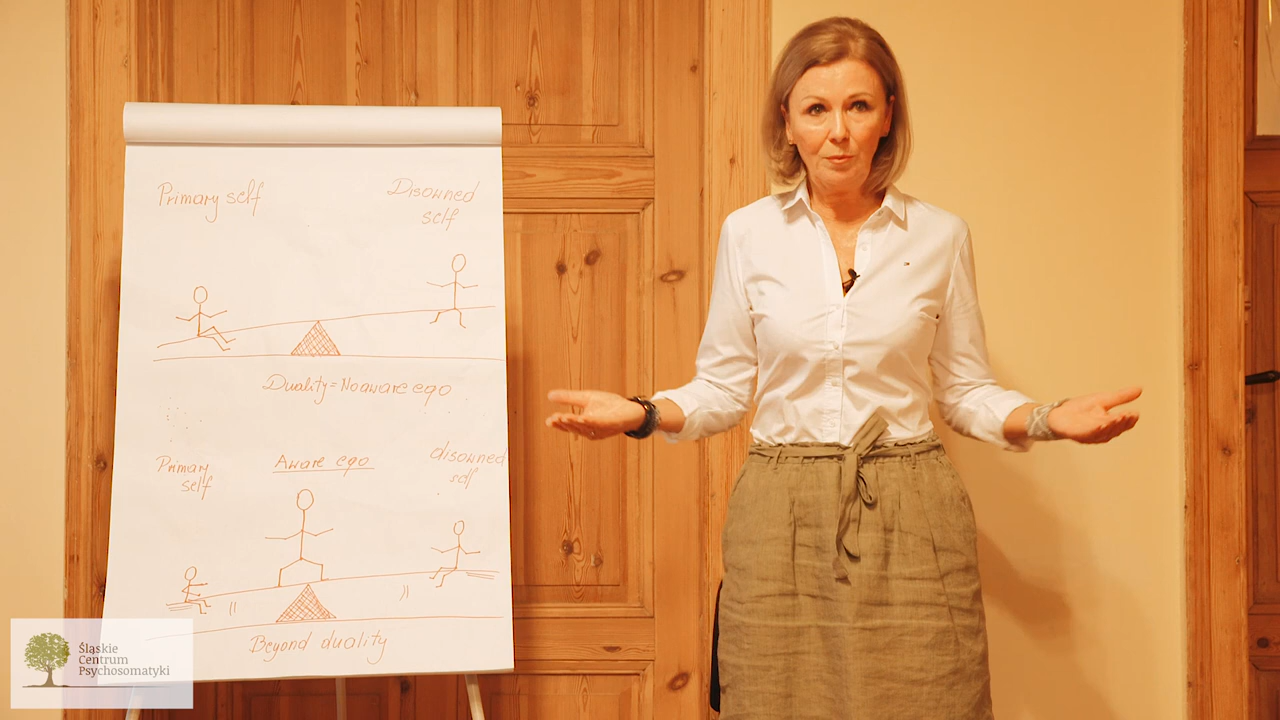 Primary self
Disowned
self
Duality = No aware ego
Primary
self
Aware ego
disowned
self
Beyond duality
Śląskie
Centrum
Psychosomatyki